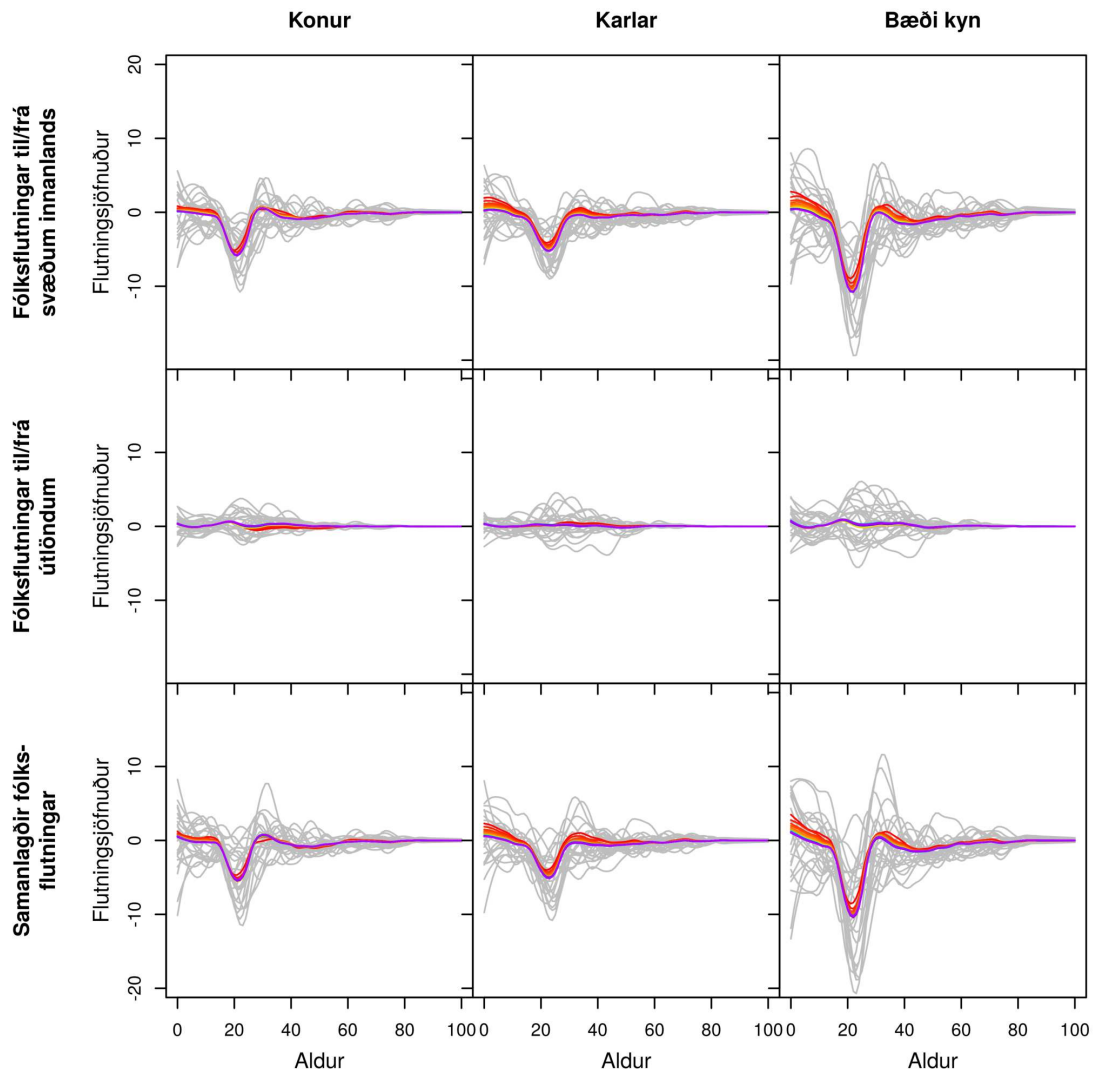 Konur Karlar Bæði kyn
Fólksflutningar til/frá
svæðum innanlands
Flutningsjöfnuður
20
10
0
-10
Fólksflutningar til/frá
útlöndum
Flutningsjöfnuður
10
0
-10
Samanlagðir fólks-
flutningar
Flutningsjöfnuður
10
0
-10
-20
0 20 40 60 80 100 0 20 40 60 80 100 0 20 40 60 80 100
Aldur Aldur Aldur